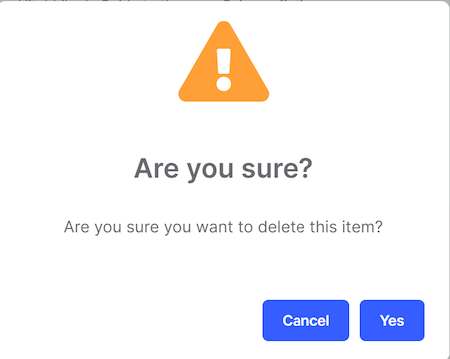 Are you sure?
Are you sure you want to delete this item?
Cancel
Yes